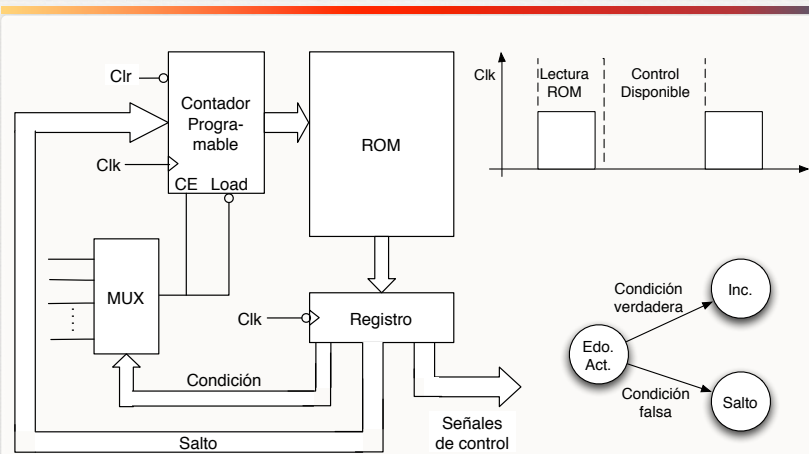 Clr
Contador
Progra-
mable
Clk
CE Load
ROM
MUX
Clk
Registro
Condición
Salto
Señales
de control
Clk
Lectura
ROM
Control
Disponible
Condición
verdadera
Inc.
Edo.
Act.
Condición
falsa
Salto